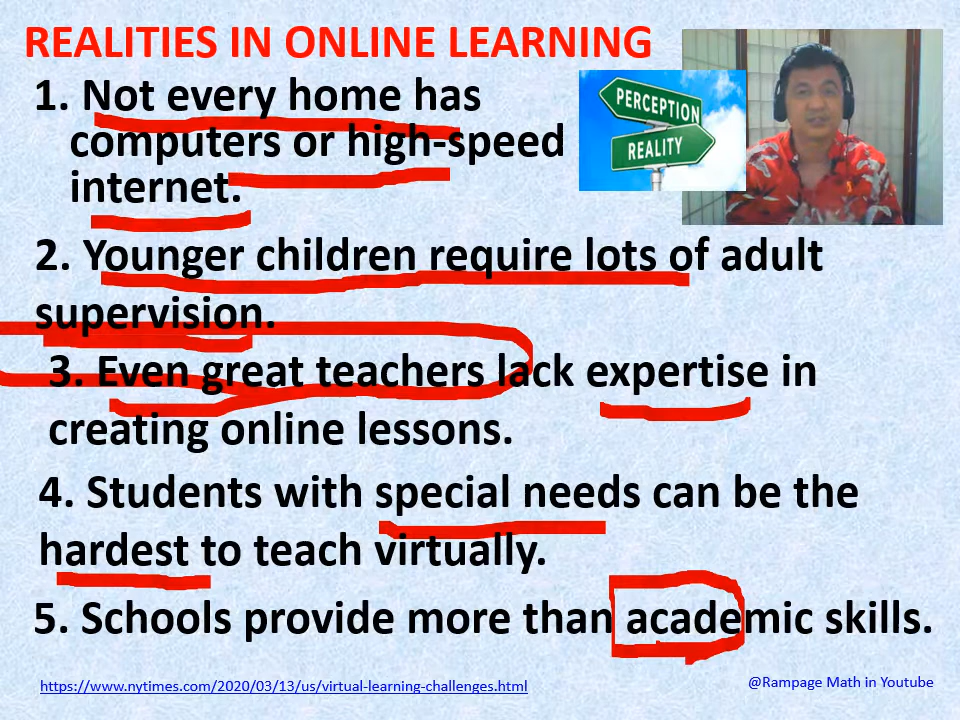 REALITIES IN ONLINE LEARNING
1. Not every home has
computers or high-speed
internet.
PERCEPTION
REALITY
2. Younger children require lots of adult
supervision.
3. Even great teachers lack expertise in
creating online lessons.
4. Students with special needs can be the
hardest to teach virtually.
5. Schools provide more than academic skills.
https://www.nytimes.com/2020/03/13/us/virtual-learning-challenges.html
@Rampage Math in Youtube